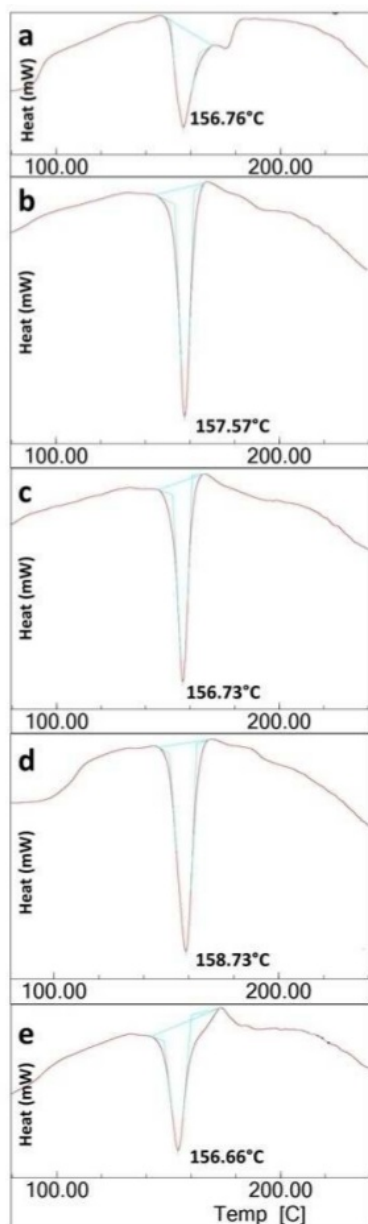 a
Heat (mW)
156.76°C
100.00 200.00
b
Heat (mW)
157.57°C
100.00 200.00
c
Heat (mW)
156.73°C
100.00 200.00
d
Heat (mW)
158.73°C
100.00 200.00
e
Heat (mW)
156.66°C
100.00 200.00
Temp [C]